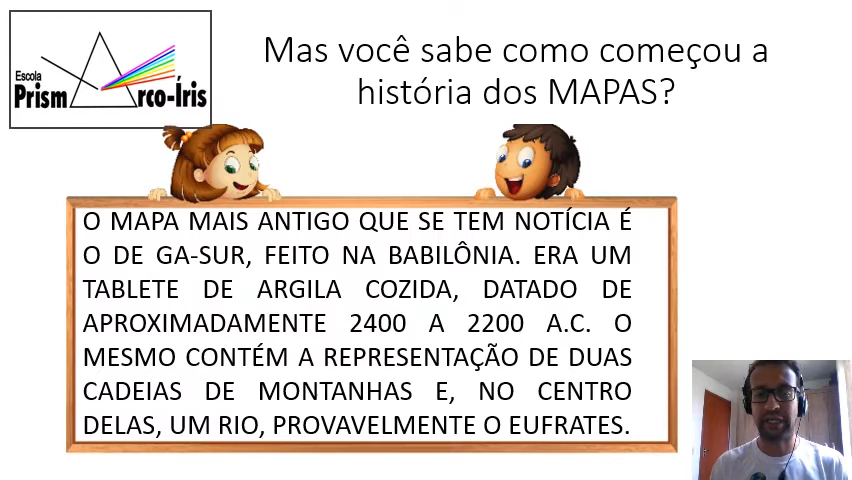 Escola
Prism
rco-Íris
Mas você sabe como começou a
história dos MAPAS?
O MAPA MAIS ANTIGO QUE SE TEM NOTÍCIA É
O DE GA-SUR, FEITO NA BABILÔNIA. ERA UM
TABLETE DE ARGILA COZIDA, DATADO DE
APROXIMADAMENTE 2400 A 2200 A.C. O
MESMO CONTÉM A REPRESENTAÇÃO DE DUAS
CADEIAS DE MONTANHAS E, NO CENTRO
DELAS, UM RIO, PROVAVELMENTE O EUFRATES.